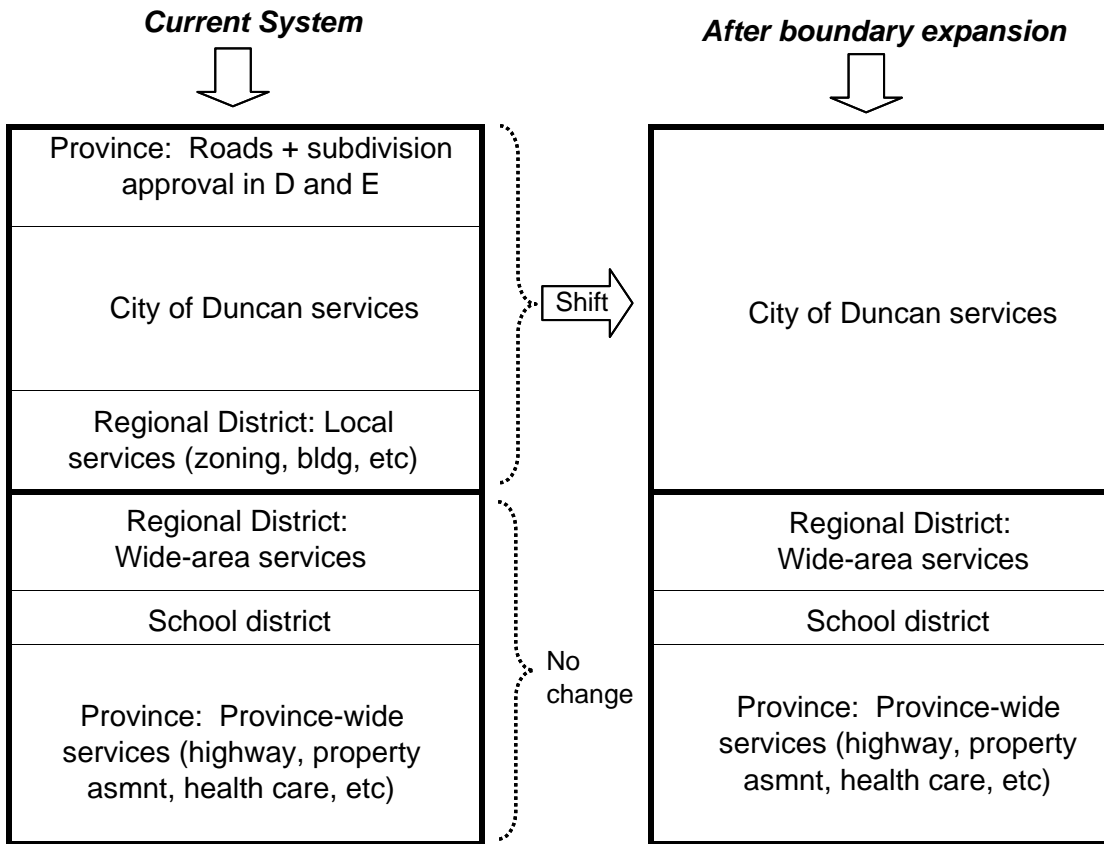 Current System
Province:  Roads + subdivision
approval in D and E
City of Duncan services
Regional District: Local
services (zoning, bldg, etc)
Regional District:
Wide-area services
School district
Province:  Province-wide
services (highway, property
asmnt, health care, etc)
Shift
No
change
After boundary expansion
City of Duncan services
Regional District:
Wide-area services
School district
Province:  Province-wide
services (highway, property
asmnt, health care, etc)